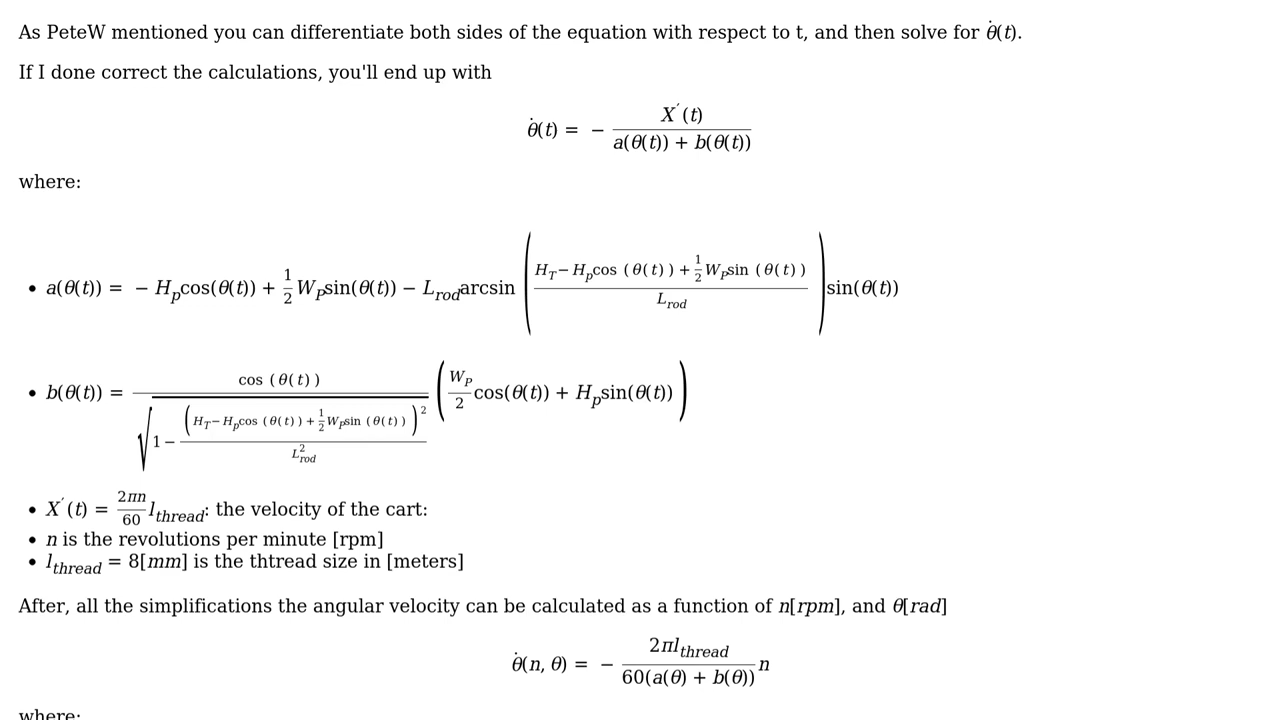 As PeteW mentioned you can differentiate both sides of the equation with respect to t, and then solve for θ̇(t).
If I done correct the calculations, you'll end up with
θ̇(t) = − X′(t) / (a(θ(t)) + b(θ(t)))
where:
• a(θ(t)) = − H_p cos(θ(t)) + 1/2 W_P sin(θ(t)) − L_rod arcsin ( (H_T − H_p cos (θ(t)) + 1/2 W_P sin (θ(t))) / L_rod ) sin(θ(t))
• b(θ(t)) = cos (θ(t)) / √(1 − (H_T − H_p cos (θ(t)) + 1/2 W_P sin (θ(t)))^2 / L_rod^2) ( W_P/2 cos(θ(t)) + H_p sin(θ(t)) )
• X′(t) = 2πn/60 l_thread: the velocity of the cart:
• n is the revolutions per minute [rpm]
• l_thread = 8[mm] is the thtread size in [meters]
After, all the simplifications the angular velocity can be calculated as a function of n[rpm], and θ[rad]
θ̇(n, θ) = − 2πl_thread / (60(a(θ) + b(θ))) n
where: